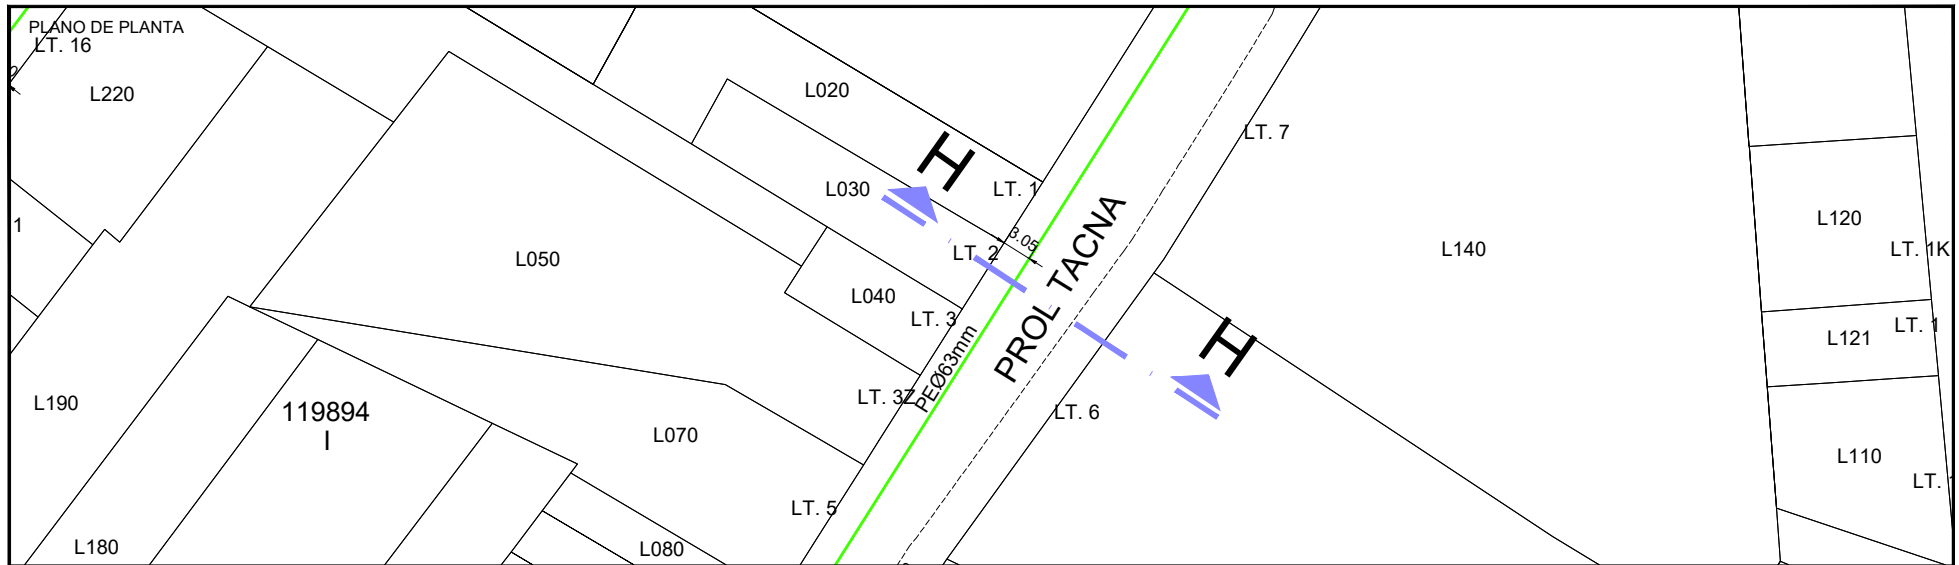 PLANO DE PLANTA
LT. 16
L220
L020
LT. 7
H
L030
LT. 1
L120
1
3.05
LT. 2
PROL TACNA
L140
LT. 1K
L050
L040
LT. 3
H
LT. 1
L121
PEØ63mm
LT. 3Z
L190
119894
I
LT. 6
L070
L110
LT.
LT. 5
L180
L080